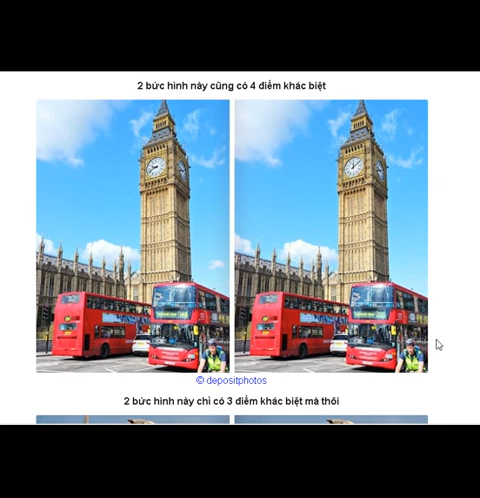 2 bức hình này cũng có 4 điểm khác biệt
© depositphotos
2 bức hình này chỉ có 3 điểm khác biệt mà thôi